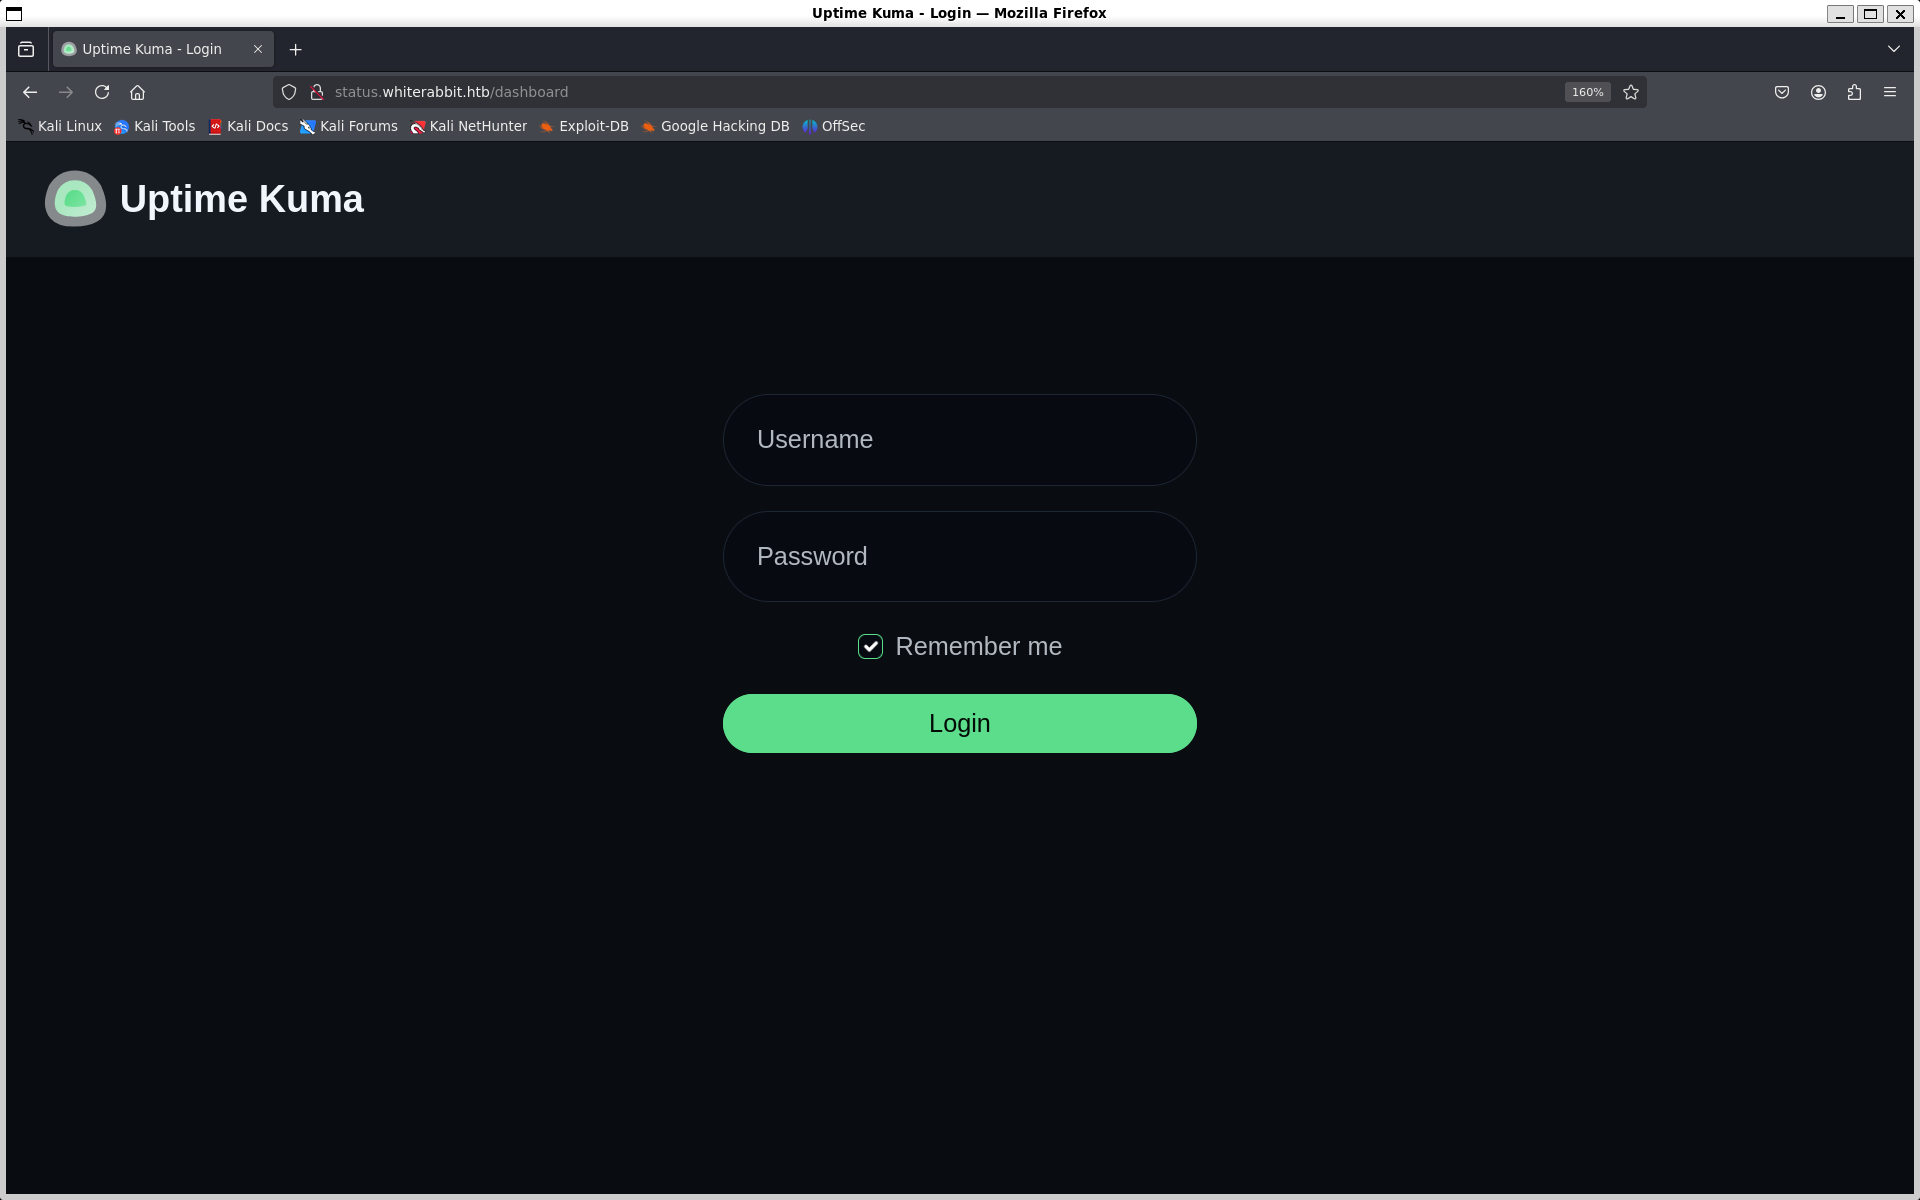 Uptime Kuma - Login — Mozilla Firefox
Uptime Kuma - Login
status.whiterabbit.htb/dashboard
160%
Kali Linux Kali Tools Kali Docs Kali Forums Kali NetHunter Exploit-DB Google Hacking DB OffSec
Uptime Kuma
Username
Password
Remember me
Login